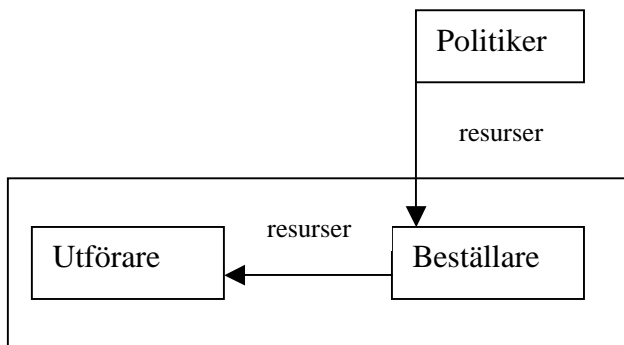 Politiker
resurser
resurser
Utförare
Beställare